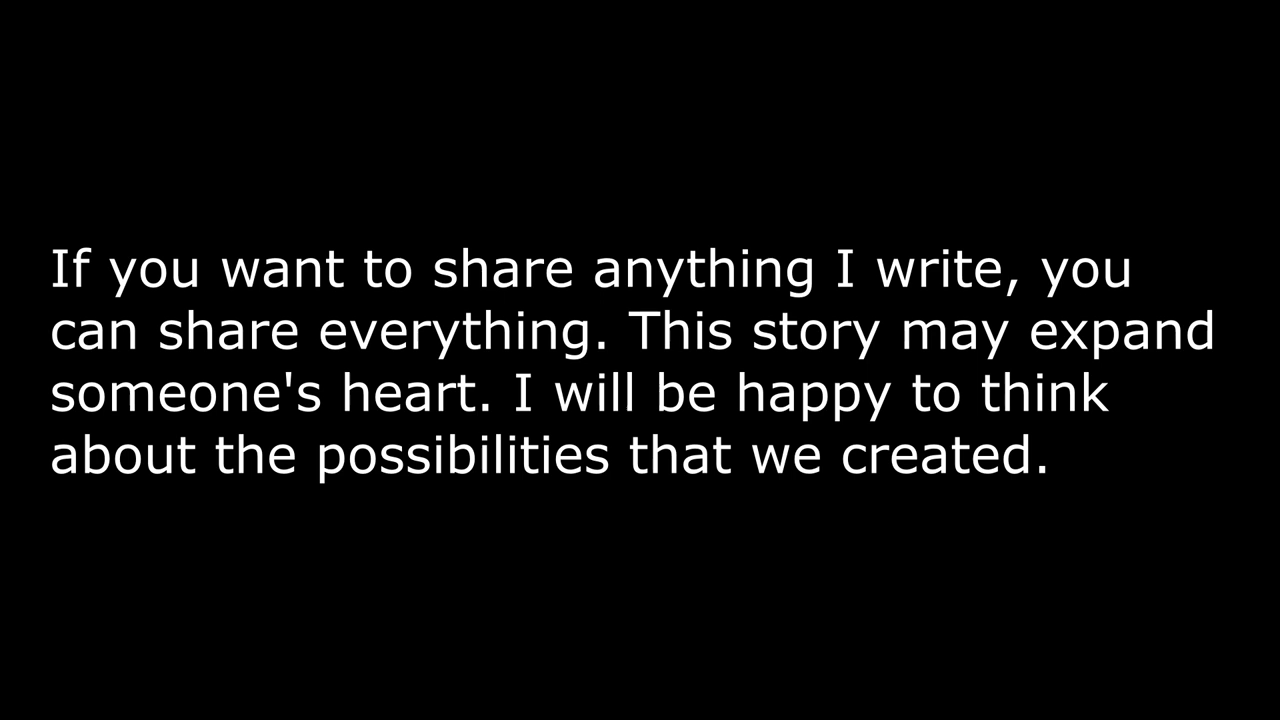 If you want to share anything I write, you
can share everything. This story may expand
someone's heart. I will be happy to think
about the possibilities that we created.